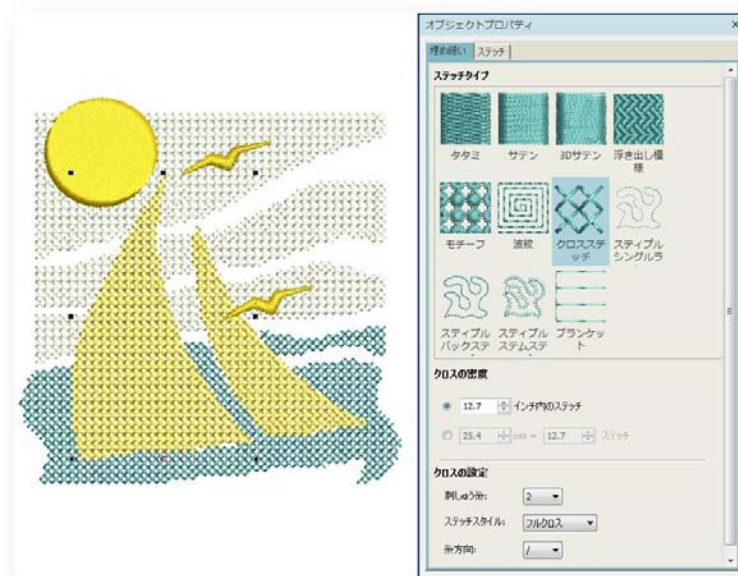 オブジェクトプロパティ
埋め縫い ステッチ
ステッチタイプ
タタミ サテン 3Dサテン 浮き出し模
様
モチーフ 波紋 クロスステ スティプル
ッチ シングルラ
スティプル スティプル ブランケッ
バックステ ステムステ ト
クロスの密度
12.7 インチ内のステッチ
25.4 mm = 12.7 ステッチ
クロスの設定
刺しゅう糸: 2
ステッチスタイル: フルクロス
糸方向: /